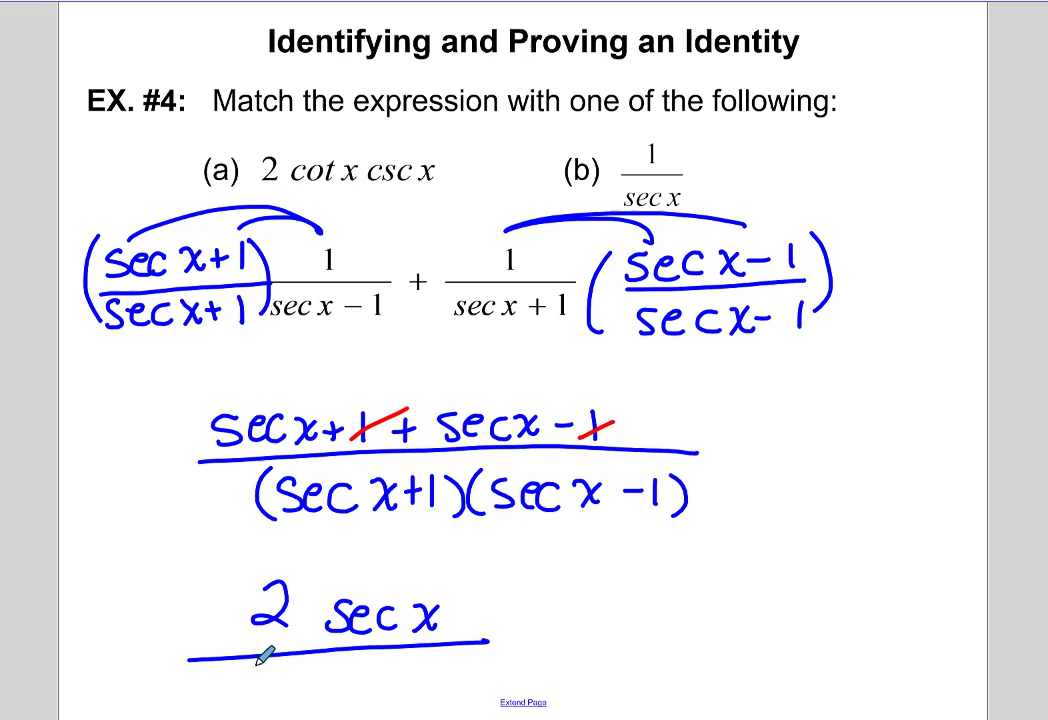 Identifying and Proving an Identity
EX. #4: Match the expression with one of the following:
(a) 2 cot x csc x (b) 1/sec x
(sec x+1/sec x+1) 1/sec x − 1 + 1/sec x + 1 (sec x−1/sec x−1)
sec x+1+ sec x −1
(sec x+1)(sec x −1)
2 sec x
Extend Page